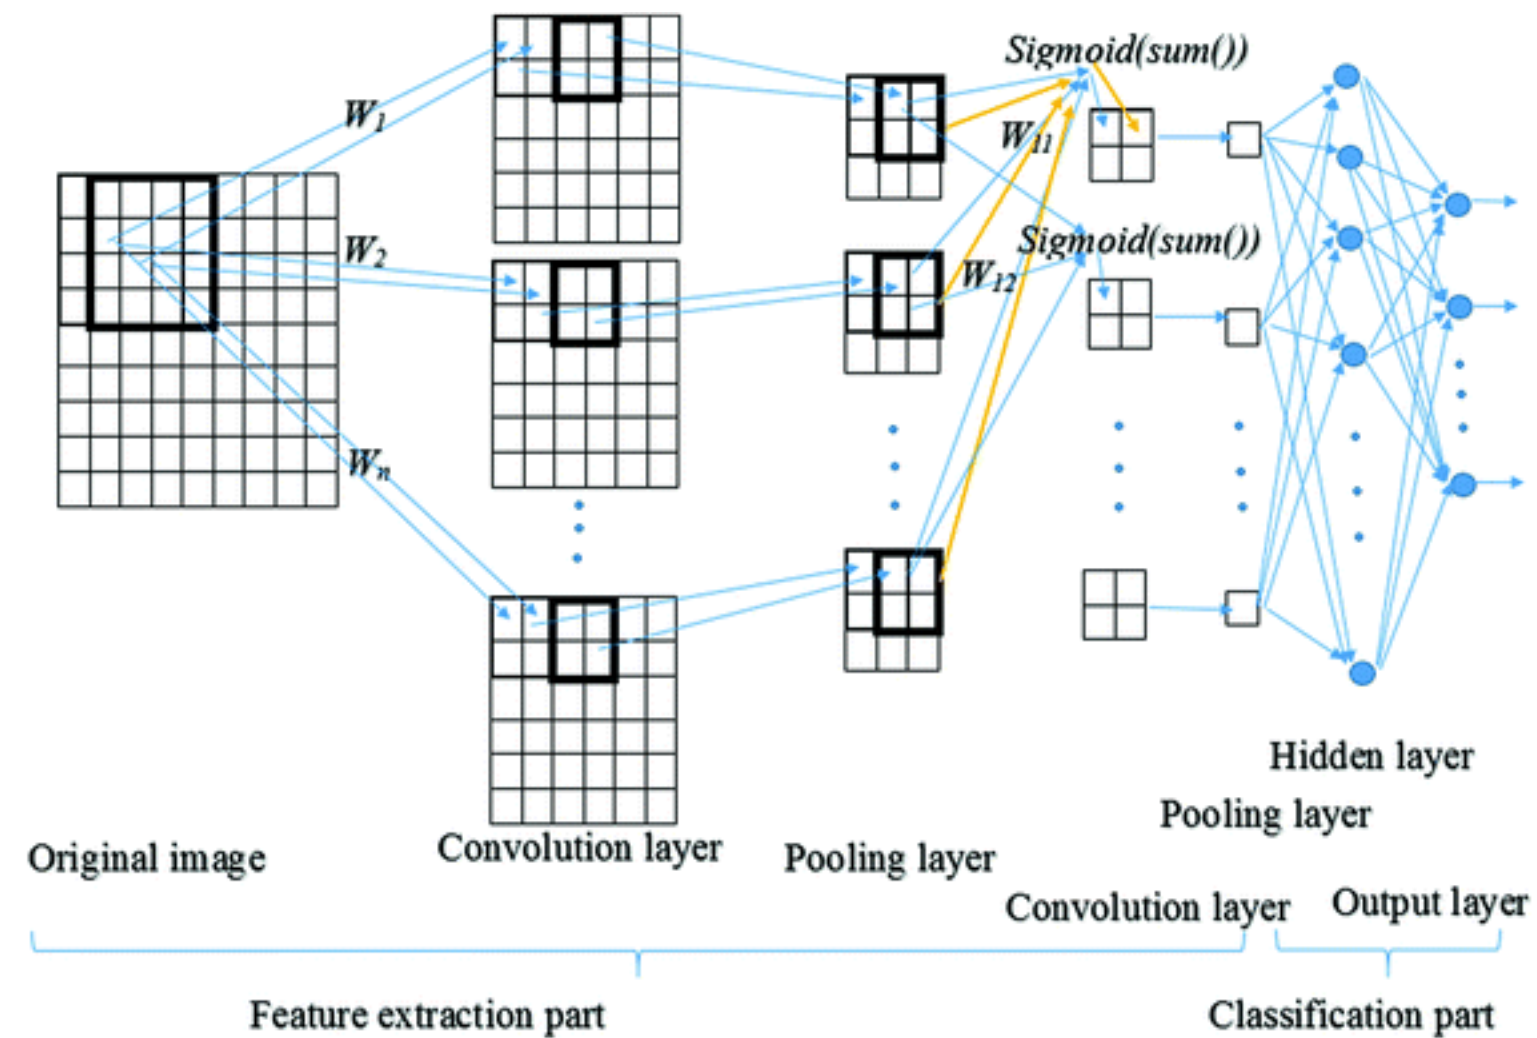 Sigmoid(sum())
W1
W11
W2
Sigmoid(sum())
W12
Wn
Hidden layer
Pooling layer
Original image
Convolution layer
Pooling layer
Convolution layer
Output layer
Feature extraction part
Classification part